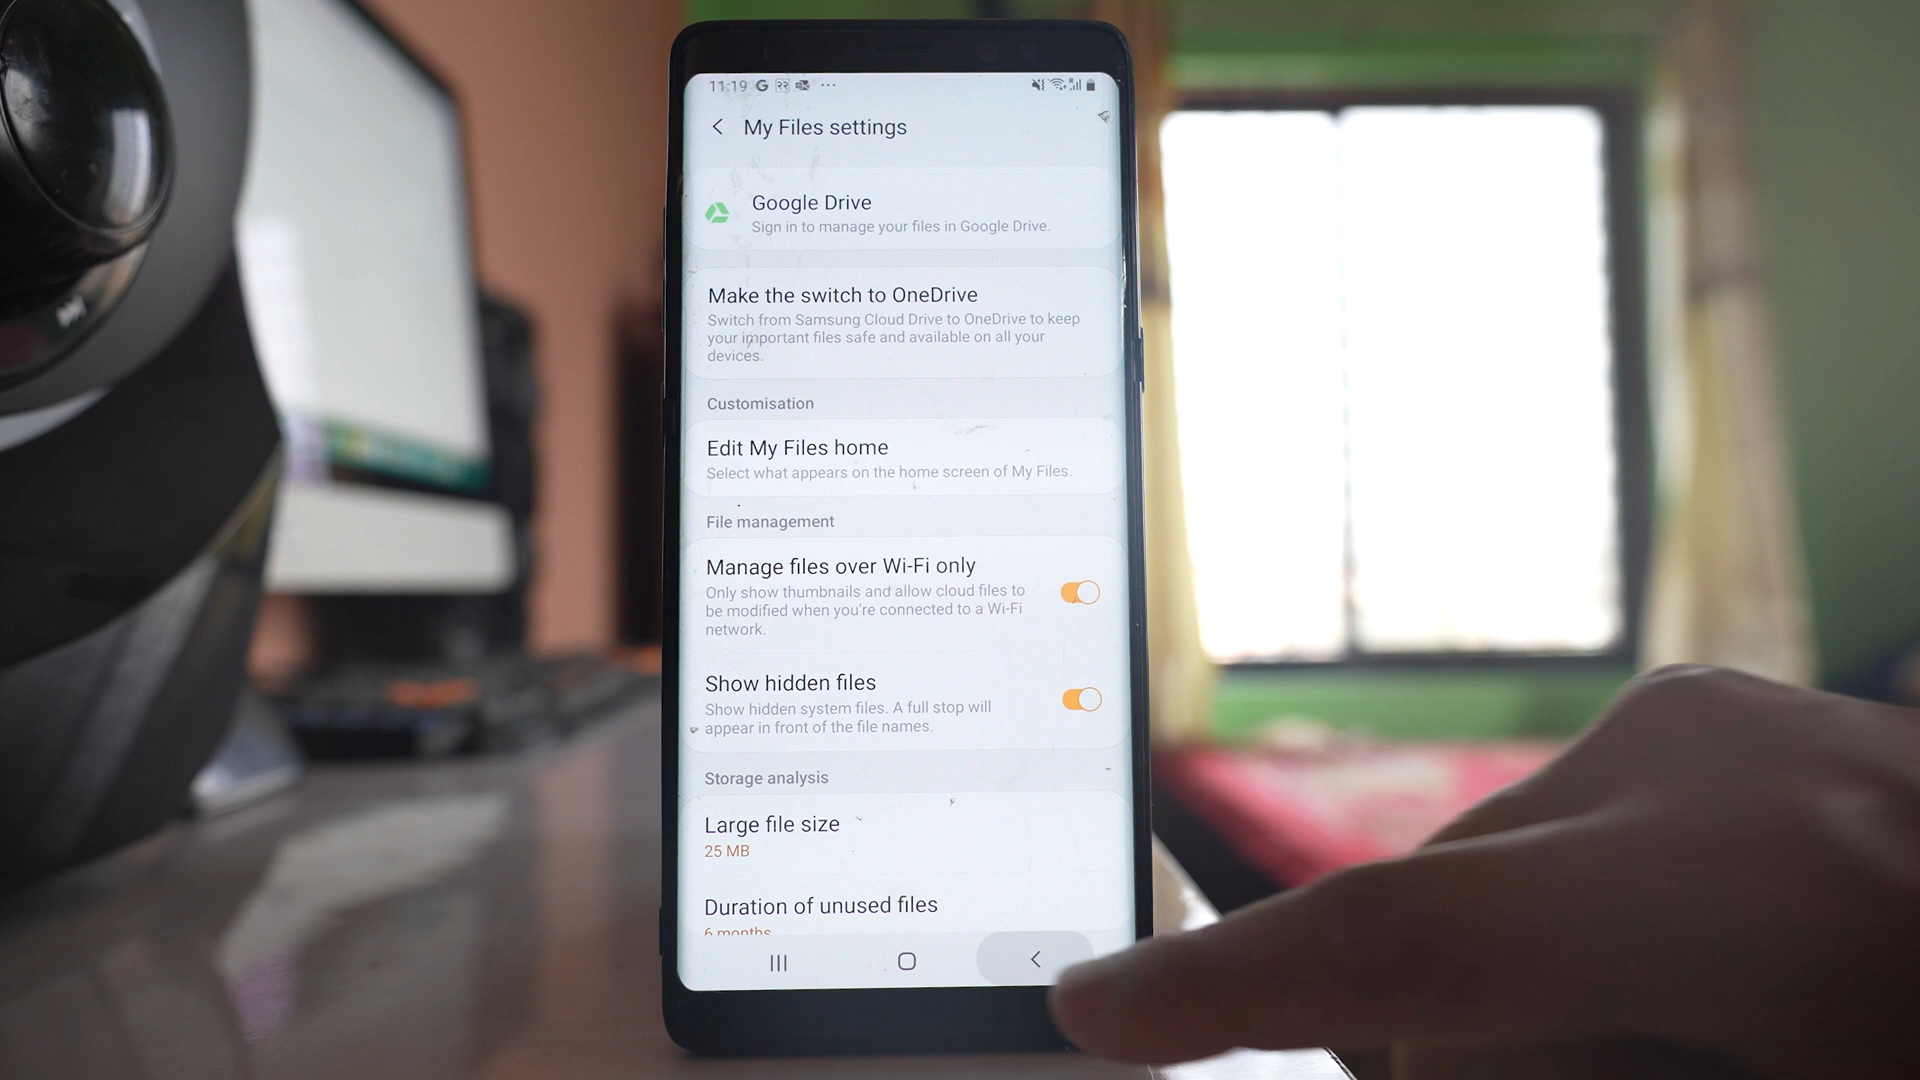 11:19
My Files settings
Google Drive
Sign in to manage your files in Google Drive.
Make the switch to OneDrive
Switch from Samsung Cloud Drive to OneDrive to keep
your important files safe and available on all your
devices.
Customisation
Edit My Files home
Select what appears on the home screen of My Files.
File management
Manage files over Wi-Fi only
Only show thumbnails and allow cloud files to
be modified when you're connected to a Wi-Fi
network.
Show hidden files
Show hidden system files. A full stop will
appear in front of the file names.
Storage analysis
Large file size
25 MB
Duration of unused files
6 months